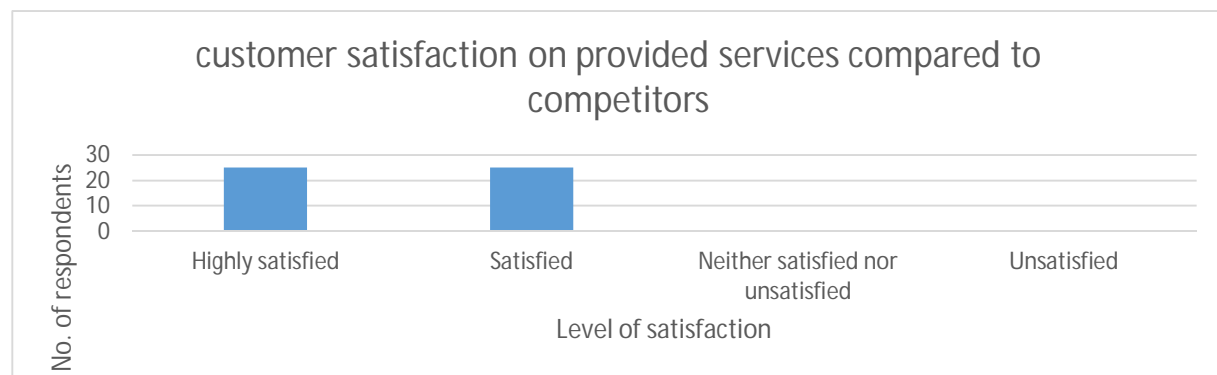 customer satisfaction on provided services compared to
competitors
No. of respondents
30
20
10
0
Highly satisfied
Satisfied
Neither satisfied nor
unsatisfied
Unsatisfied
Level of satisfaction